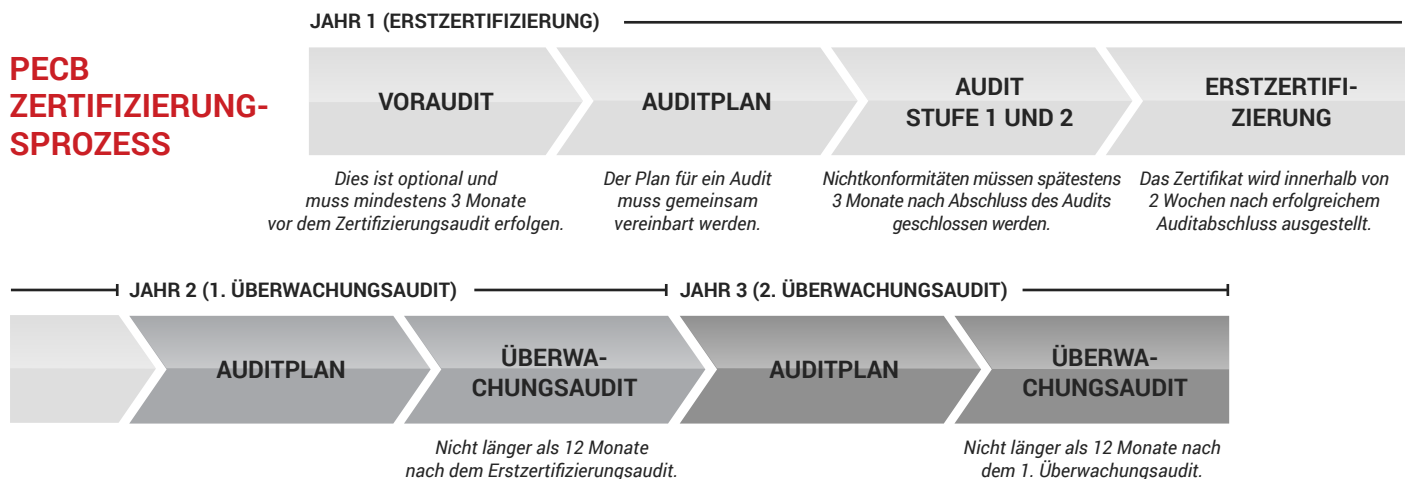 JAHR 1 (ERSTZERTIFIZIERUNG)
PECB
ZERTIFIZIERUNG-
SPROZESS
VORAUDIT
AUDITPLAN
AUDIT
STUFE 1 UND 2
ERSTZERTIFI-
ZIERUNG
Dies ist optional und
muss mindestens 3 Monate
vor dem Zertifizierungsaudit erfolgen.
Der Plan für ein Audit
muss gemeinsam
vereinbart werden.
Nichtkonformitäten müssen spätestens
3 Monate nach Abschluss des Audits
geschlossen werden.
Das Zertifikat wird innerhalb von
2 Wochen nach erfolgreichem
Auditabschluss ausgestellt.
JAHR 2 (1. ÜBERWACHUNGSAUDIT)
JAHR 3 (2. ÜBERWACHUNGSAUDIT)
AUDITPLAN
ÜBERWA-
CHUNGSAUDIT
AUDITPLAN
ÜBERWA-
CHUNGSAUDIT
Nicht länger als 12 Monate
nach dem Erstzertifizierungsaudit.
Nicht länger als 12 Monate nach
dem 1. Überwachungsaudit.